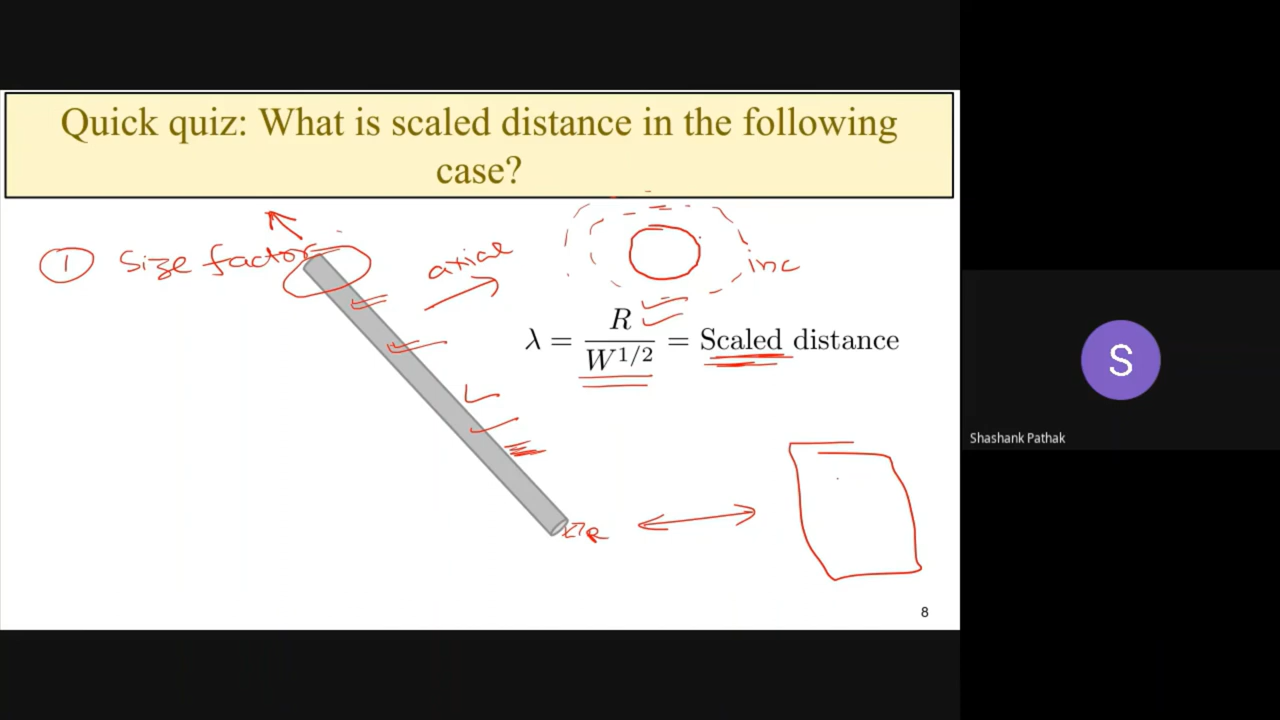 Quick quiz: What is scaled distance in the following
case?
① Size factor
axial
inc
λ = R / W^{1/2} = Scaled distance
R
8
S
Shashank Pathak